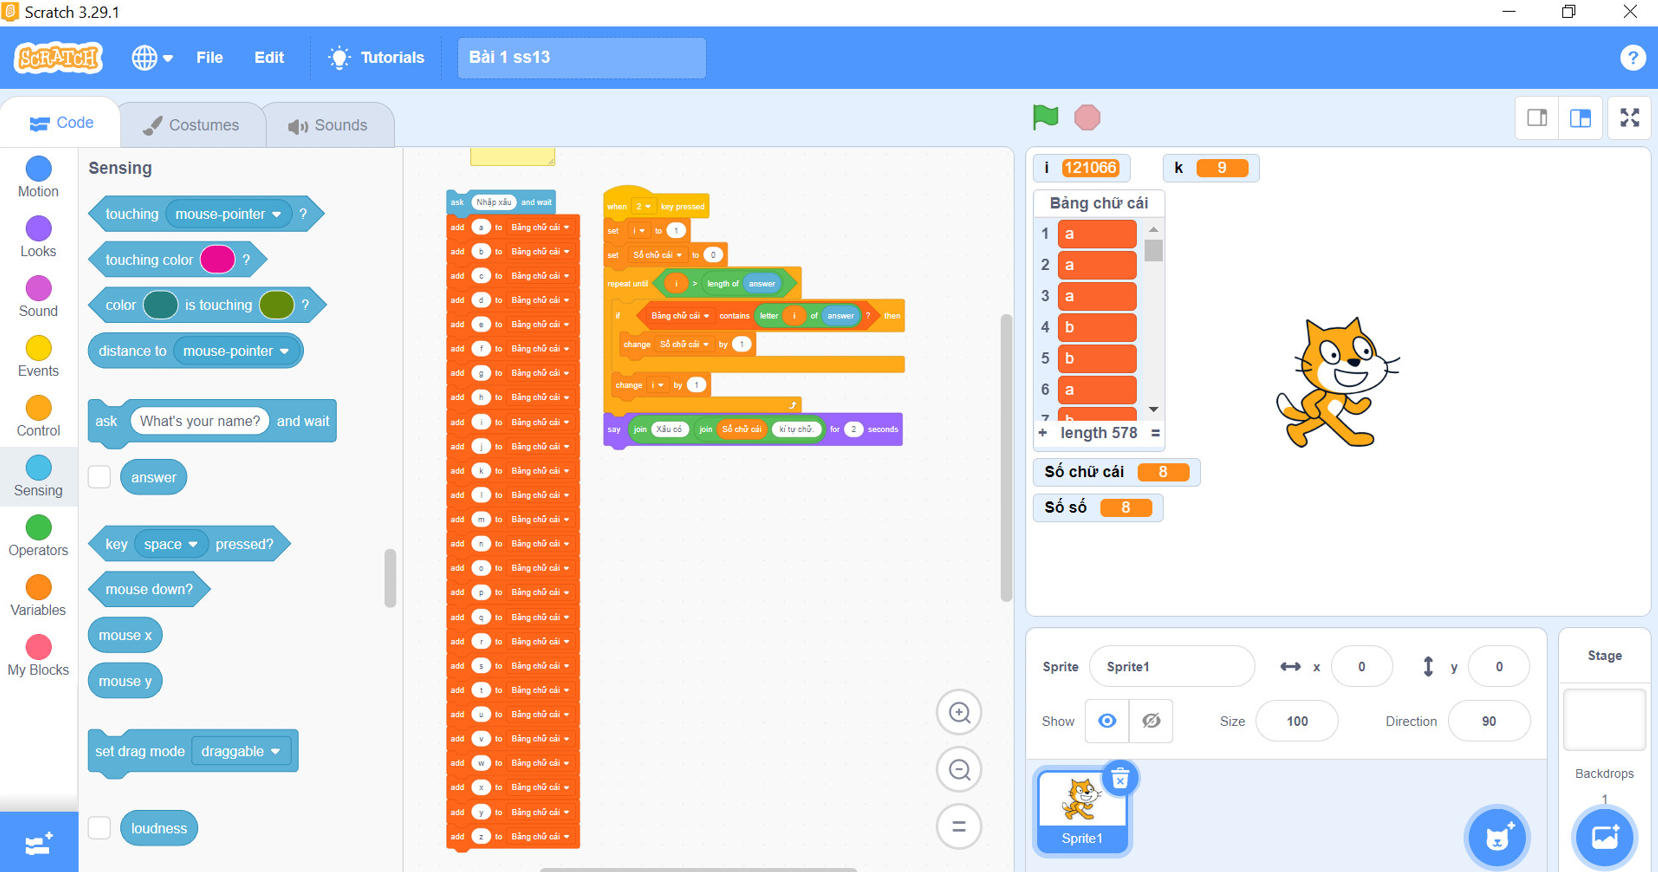 Scratch 3.29.1
SCRATCH
File
Edit
Tutorials
Bài 1 ss13
?
Code
Costumes
Sounds
Motion
Looks
Sound
Events
Control
Sensing
Operators
Variables
My Blocks
Sensing
touching mouse-pointer ?
touching color ?
color is touching ?
distance to mouse-pointer
ask What's your name? and wait
answer
key space pressed?
mouse down?
mouse x
mouse y
set drag mode draggable
loudness
ask Nhập xâu and wait
add a to Bảng chữ cái
add b to Bảng chữ cái
add c to Bảng chữ cái
add d to Bảng chữ cái
add e to Bảng chữ cái
add f to Bảng chữ cái
add g to Bảng chữ cái
add h to Bảng chữ cái
add i to Bảng chữ cái
add j to Bảng chữ cái
add k to Bảng chữ cái
add l to Bảng chữ cái
add m to Bảng chữ cái
add n to Bảng chữ cái
add o to Bảng chữ cái
add p to Bảng chữ cái
add q to Bảng chữ cái
add r to Bảng chữ cái
add s to Bảng chữ cái
add t to Bảng chữ cái
add u to Bảng chữ cái
add v to Bảng chữ cái
add w to Bảng chữ cái
add x to Bảng chữ cái
add y to Bảng chữ cái
add z to Bảng chữ cái
when 2 key pressed
set i to 1
set Số chữ cái to 0
repeat until i > length of answer
if Bảng chữ cái contains letter i of answer ? then
change Số chữ cái by 1
change i by 1
say join Xâu có join Số chữ cái kí tự chữ. for 2 seconds
i 121066
k 9
Bảng chữ cái
1 a
2 a
3 a
4 b
5 b
6 a
7 b
+ length 578 =
Số chữ cái 8
Số số 8
Sprite Sprite1 x 0 y 0
Show Size 100 Direction 90
Sprite1
Stage
Backdrops
1